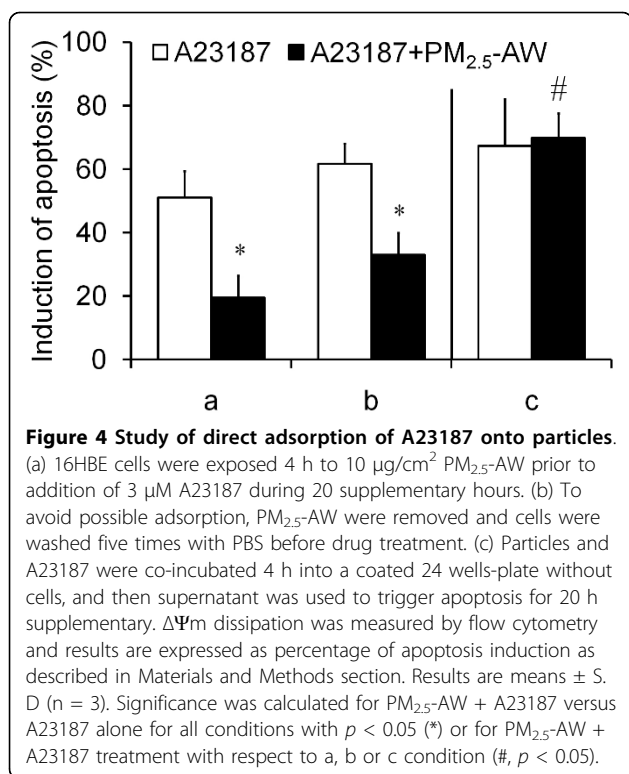 □ A23187 ■ A23187+PM2.5-AW
Induction of apoptosis (%)
100
80
60
40
20
0
*
*
#
a b c
Figure 4 Study of direct adsorption of A23187 onto particles.
(a) 16HBE cells were exposed 4 h to 10 μg/cm² PM2.5-AW prior to
addition of 3 μM A23187 during 20 supplementary hours. (b) To
avoid possible adsorption, PM2.5-AW were removed and cells were
washed five times with PBS before drug treatment. (c) Particles and
A23187 were co-incubated 4 h into a coated 24 wells-plate without
cells, and then supernatant was used to trigger apoptosis for 20 h
supplementary. ΔΨm dissipation was measured by flow cytometry
and results are expressed as percentage of apoptosis induction as
described in Materials and Methods section. Results are means ± S.
D (n = 3). Significance was calculated for PM2.5-AW + A23187 versus
A23187 alone for all conditions with p < 0.05 (*) or for PM2.5-AW +
A23187 treatment with respect to a, b or c condition (#, p < 0.05).